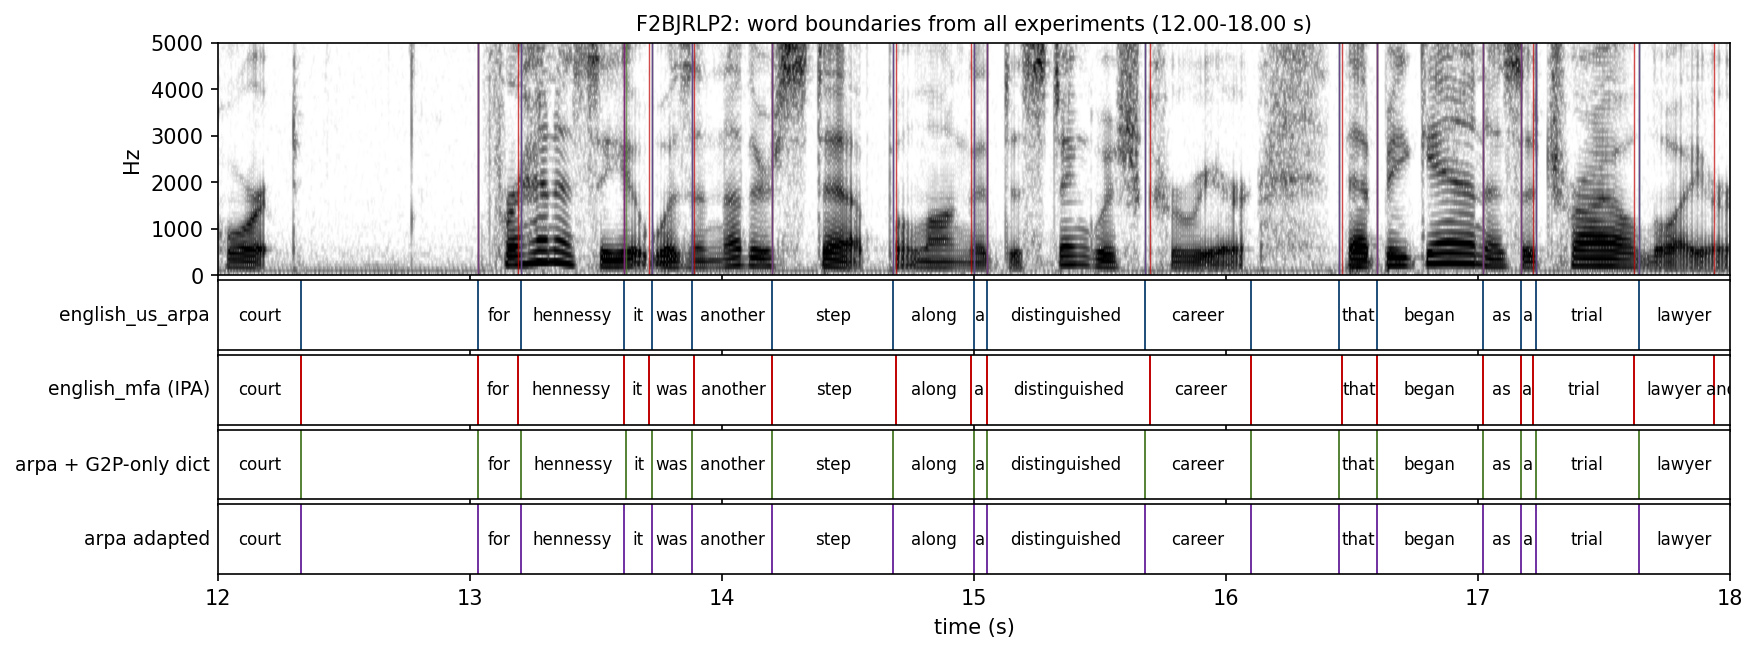 F2BJRLP2: word boundaries from all experiments (12.00-18.00 s)
5000
4000
3000
2000
1000
0
Hz
english_us_arpa court for hennessy it was another step along a distinguished career that began as a trial lawyer
english_mfa (IPA) court for hennessy it was another step along a distinguished career that began as a trial lawyer
arpa + G2P-only dict court for hennessy it was another step along a distinguished career that began as a trial lawyer
arpa adapted court for hennessy it was another step along a distinguished career that began as a trial lawyer
12 13 14 15 16 17 18
time (s)